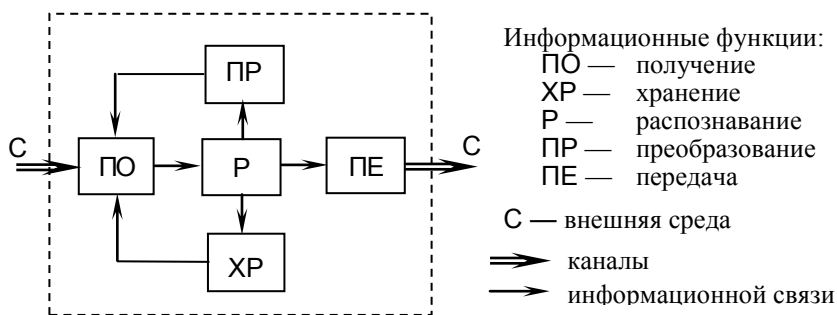 Информационные функции:
ПО — получение
ХР — хранение
Р — распознавание
ПР — преобразование
ПЕ — передача
С — внешняя среда
каналы
информационной связи
ПР
С
ПО
Р
ПЕ
С
ХР